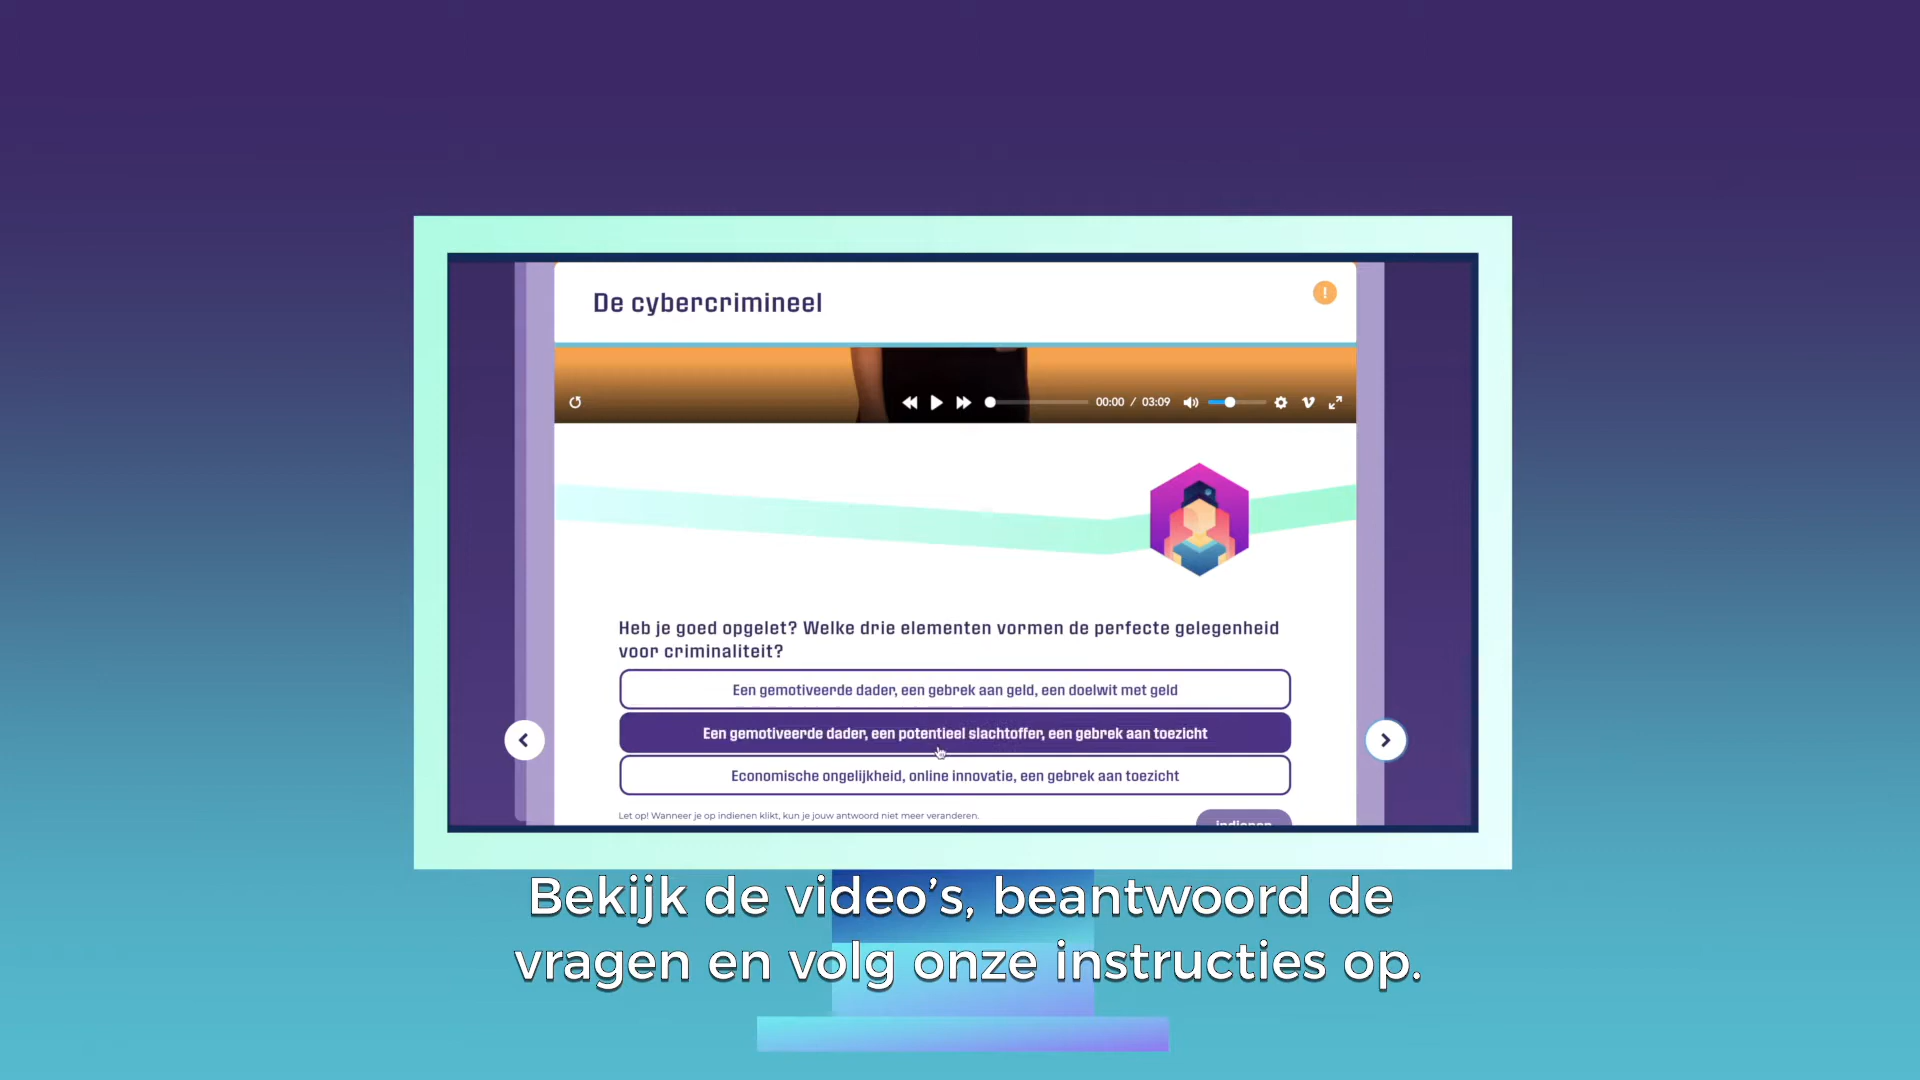 De cybercrimineel
!
00:00 / 03:09
Heb je goed opgelet? Welke drie elementen vormen de perfecte gelegenheid
voor criminaliteit?
Een gemotiveerde dader, een gebrek aan geld, een doelwit met geld
Een gemotiveerde dader, een potentieel slachtoffer, een gebrek aan toezicht
Economische ongelijkheid, online innovatie, een gebrek aan toezicht
Let op! Wanneer je op indienen klikt, kun je jouw antwoord niet meer veranderen.
indienen
Bekijk de video’s, beantwoord de
vragen en volg onze instructies op.